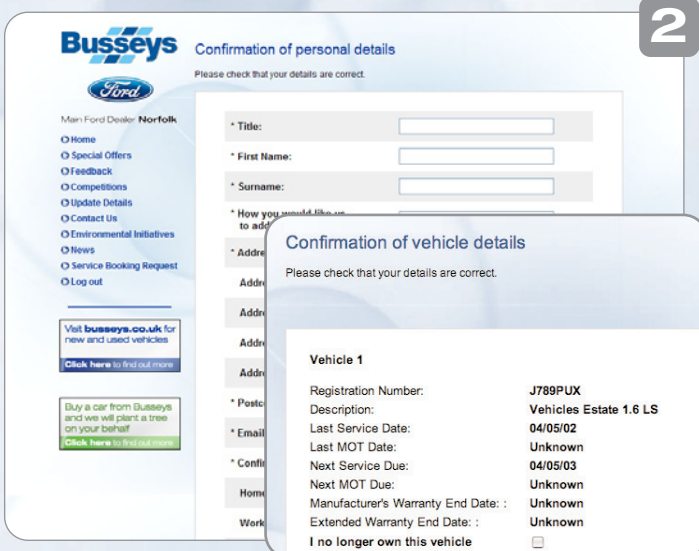 2
Busseys
Ford
Main Ford Dealer Norfolk
Home
Special Offers
Feedback
Competitions
Update Details
Contact Us
Environmental Initiatives
News
Service Booking Request
Log out
Visit busseys.co.uk for
new and used vehicles
Click here to find out more
Buy a car from Busseys
and we will plant a tree
on your behalf
Click here to find out more
Confirmation of personal details
Please check that your details are correct.
* Title:
* First Name:
* Surname:
* How you would like us
to add
* Addre
Addre
Addre
Addre
Addre
* Postc
* Email
* Confir
Home
Work
Confirmation of vehicle details
Please check that your details are correct.
Vehicle 1
Registration Number: J789PUX
Description: Vehicles Estate 1.6 LS
Last Service Date: 04/05/02
Last MOT Date: Unknown
Next Service Due: 04/05/03
Next MOT Due: Unknown
Manufacturer's Warranty End Date: : Unknown
Extended Warranty End Date: : Unknown
I no longer own this vehicle